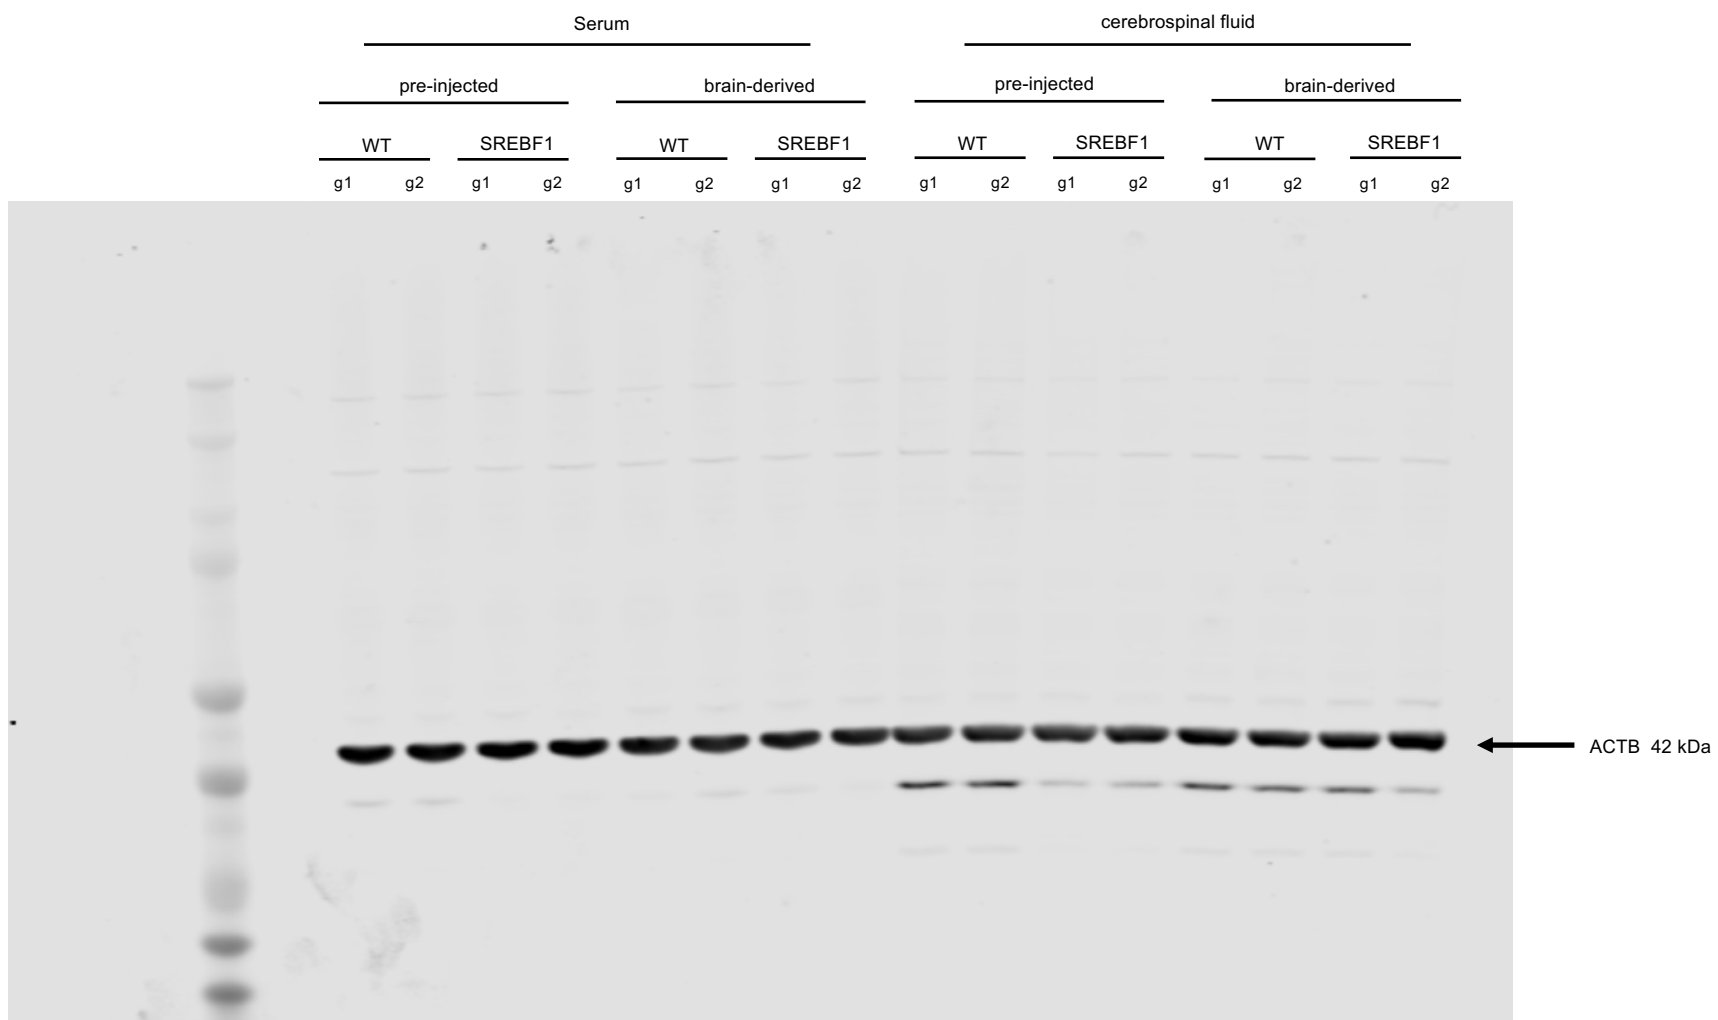 Serum cerebrospinal fluid
pre-injected brain-derived pre-injected brain-derived
WT SREBF1 WT SREBF1 WT SREBF1 WT SREBF1
g1 g2 g1 g2 g1 g2 g1 g2 g1 g2 g1 g2 g1 g2 g1 g2
ACTB 42 kDa